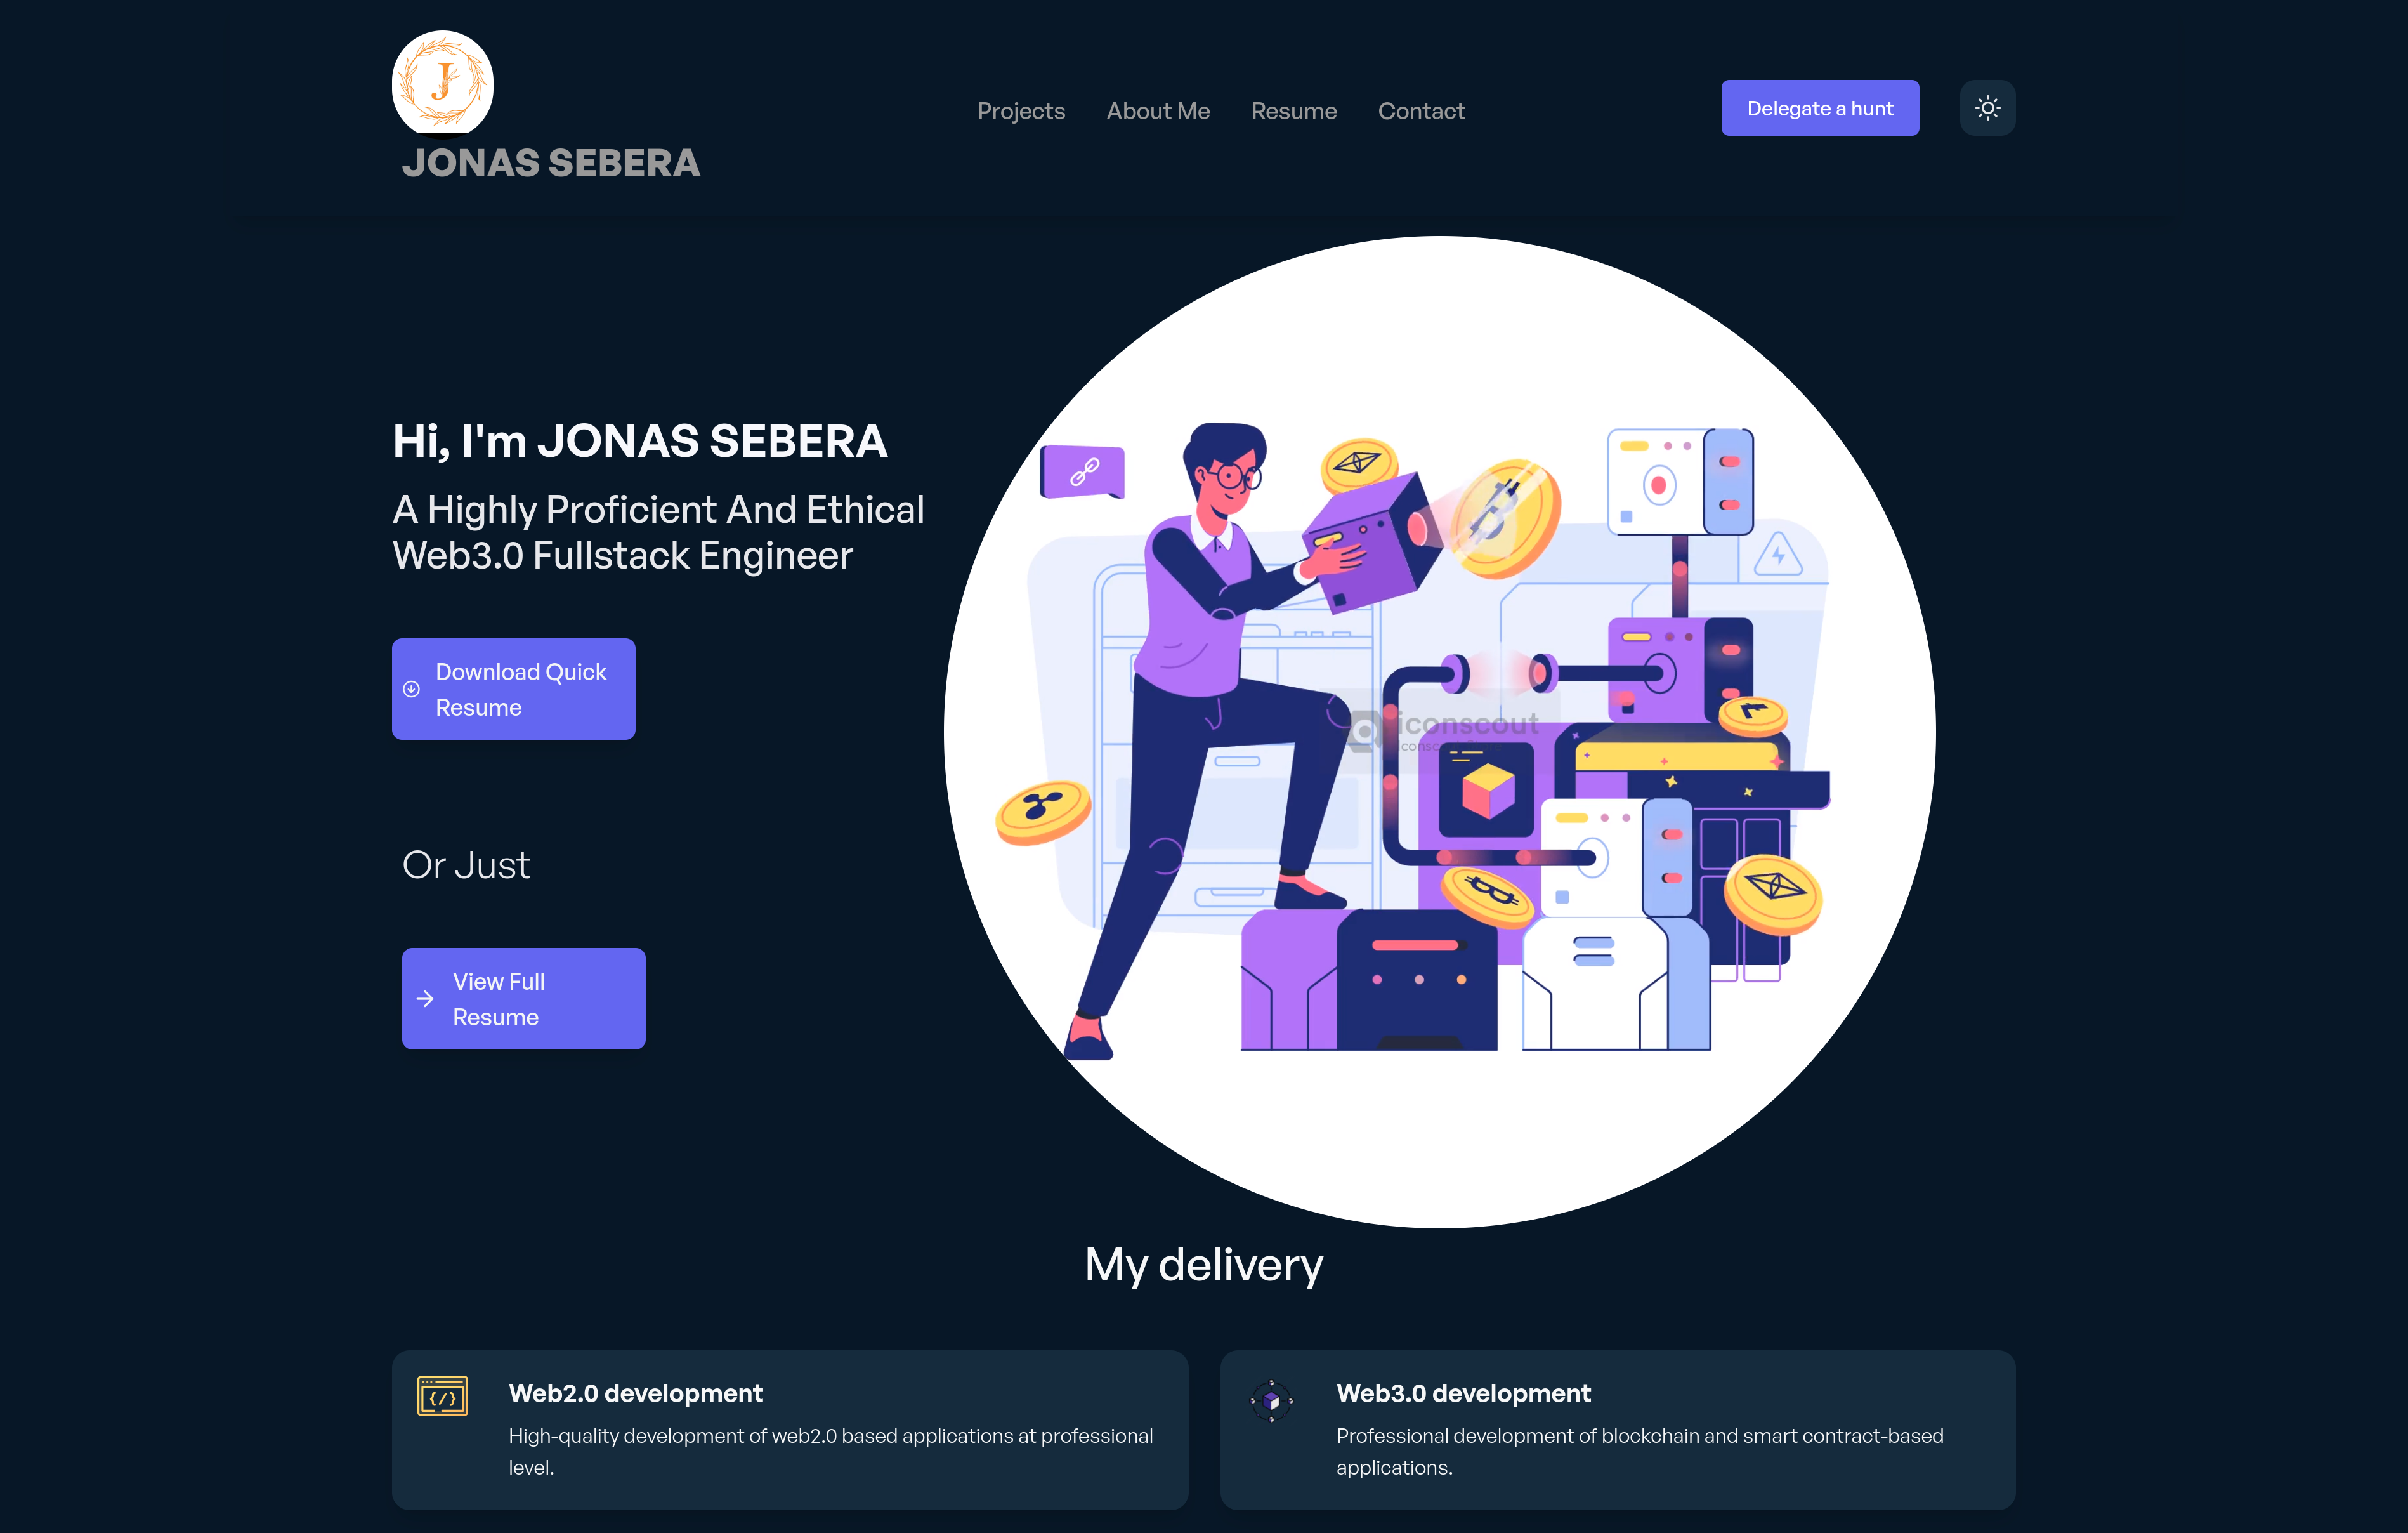 J
JONAS SEBERA
Projects
About Me
Resume
Contact
Delegate a hunt
Hi, I'm JONAS SEBERA
A Highly Proficient And Ethical
Web3.0 Fullstack Engineer
Download Quick
Resume
Or Just
View Full
Resume
iconscout
My delivery
Web2.0 development
High-quality development of web2.0 based applications at professional
level.
Web3.0 development
Professional development of blockchain and smart contract-based
applications.